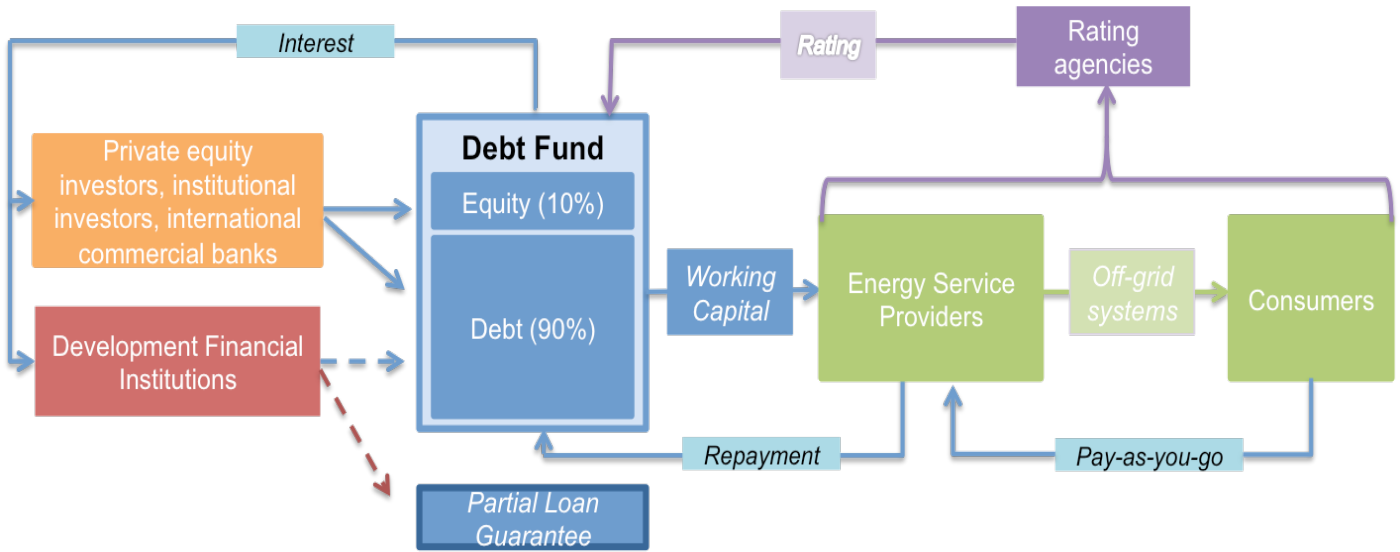 Interest
Rating
Rating
agencies
Private equity
investors, institutional
investors, international
commercial banks
Debt Fund
Equity (10%)
Debt (90%)
Working
Capital
Energy Service
Providers
Off-grid
systems
Consumers
Development Financial
Institutions
Repayment
Pay-as-you-go
Partial Loan
Guarantee